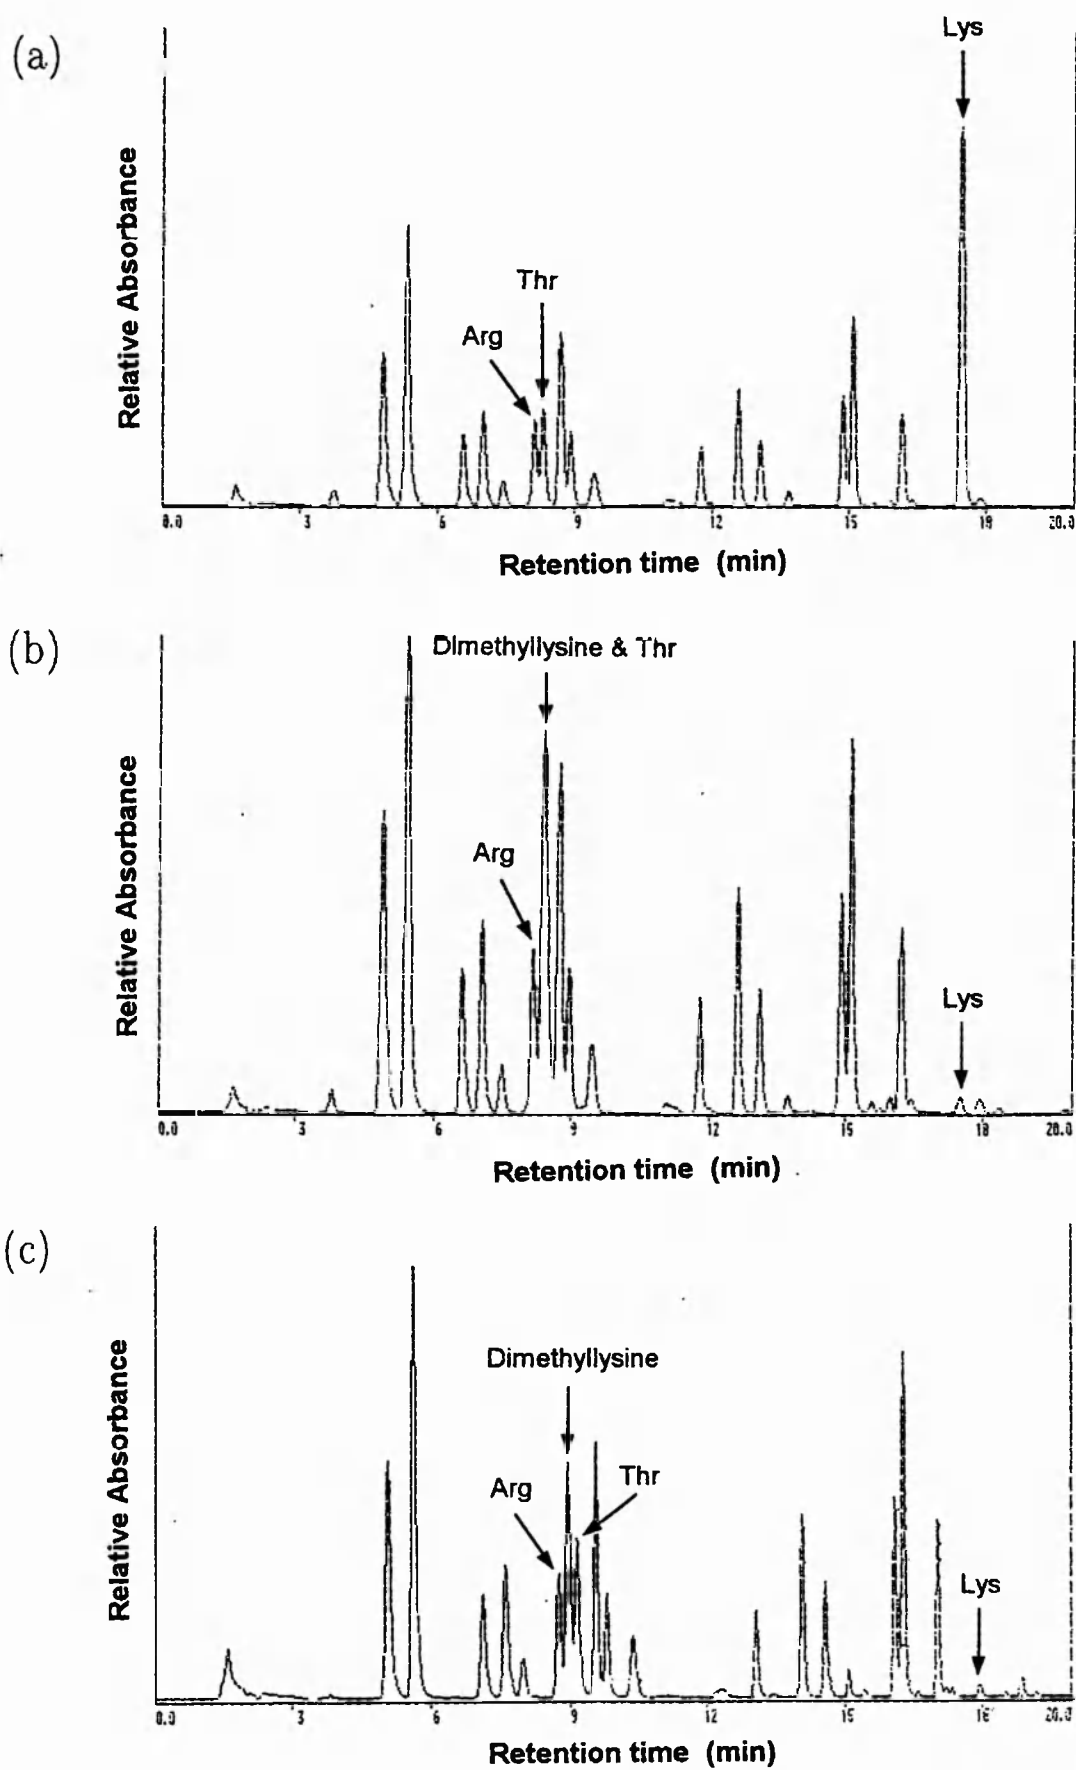 (a)
Lys
Thr
Arg
Relative Absorbance
0.0 3 6 9 12 15 18 20.0
Retention time (min)
(b)
Dimethyllysine & Thr
Arg
Lys
Relative Absorbance
0.0 3 6 9 12 15 18 20.0
Retention time (min)
(c)
Dimethyllysine
Arg
Thr
Lys
Relative Absorbance
0.0 3 6 9 12 15 20.0
Retention time (min)